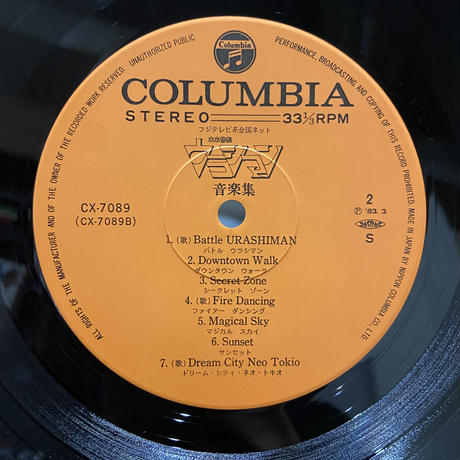 ALL RIGHTS OF THE MANUFACTURER AND OF THE OWNER OF THE RECORDED WORK RESERVED. UNAUTHORIZED PUBLIC PERFORMANCE, BROADCASTING AND COPYING OF THIS RECORD PROHIBITED. MADE IN JAPAN BY NIPPON COLUMBIA CO., LTD.
Columbia
COLUMBIA
STEREO 33 1/3 RPM
フジテレビ系全国ネット
ウラシマン
音楽集
CX-7089
(CX-7089B)
2
Ⓟ '83. 3
S
1. (歌) Battle URASHIMAN
バトル ウラシマン
2. Downtown Walk
ダウンタウン ウォーク
3. Secret Zone
シークレット ゾーン
4. (歌) Fire Dancing
ファイアー ダンシング
5. Magical Sky
マジカル スカイ
6. Sunset
サンセット
7. (歌) Dream City Neo Tokio
ドリーム・シティ・ネオ・トキオ